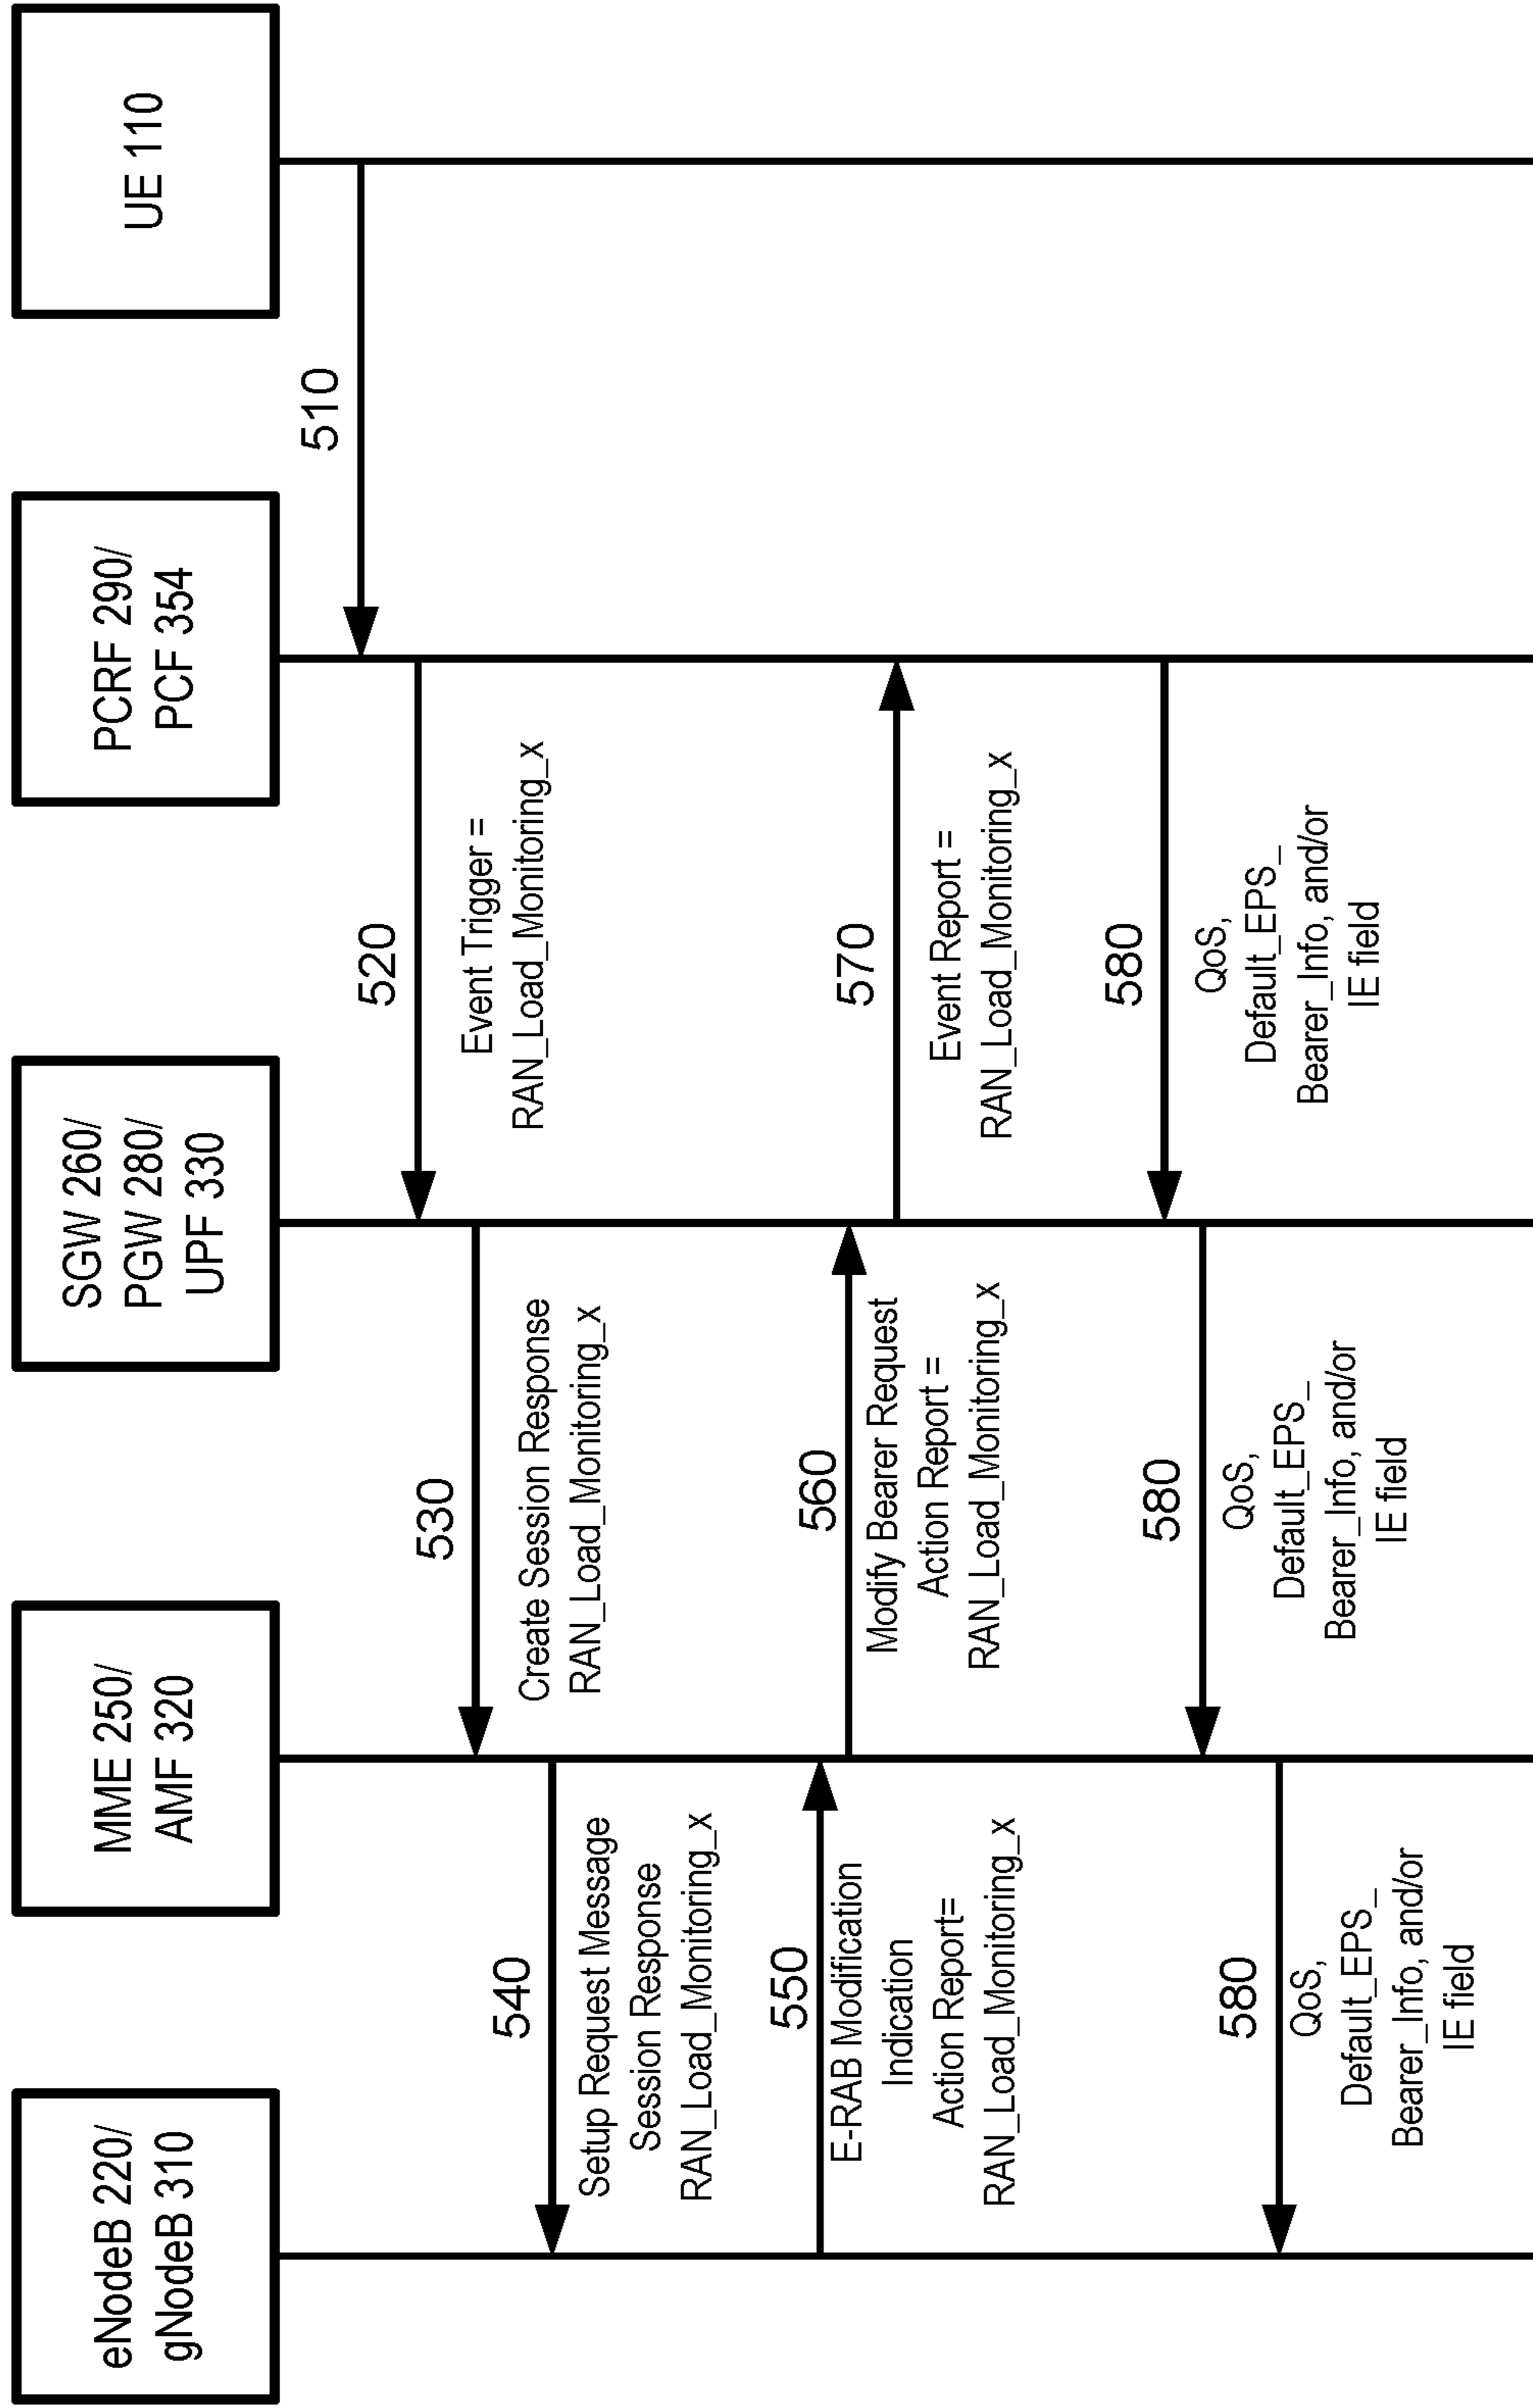 eNodeB 220/
gNodeB 310
MME 250/
AMF 320
SGW 260/
PGW 280/
UPF 330
PCRF 290/
PCF 354
UE 110
510
520
Event Trigger =
RAN_Load_Monitoring_x
530
Create Session Response
RAN_Load_Monitoring_x
540
Setup Request Message
Session Response
RAN_Load_Monitoring_x
550
E-RAB Modification
Indication
Action Report=
RAN_Load_Monitoring_x
560
Modify Bearer Request
Action Report =
RAN_Load_Monitoring_x
570
Event Report =
RAN_Load_Monitoring_x
580
QoS,
Default_EPS_
Bearer_Info, and/or
IE field
580
QoS,
Default_EPS_
Bearer_Info, and/or
IE field
580
QoS,
Default_EPS_
Bearer_Info, and/or
IE field